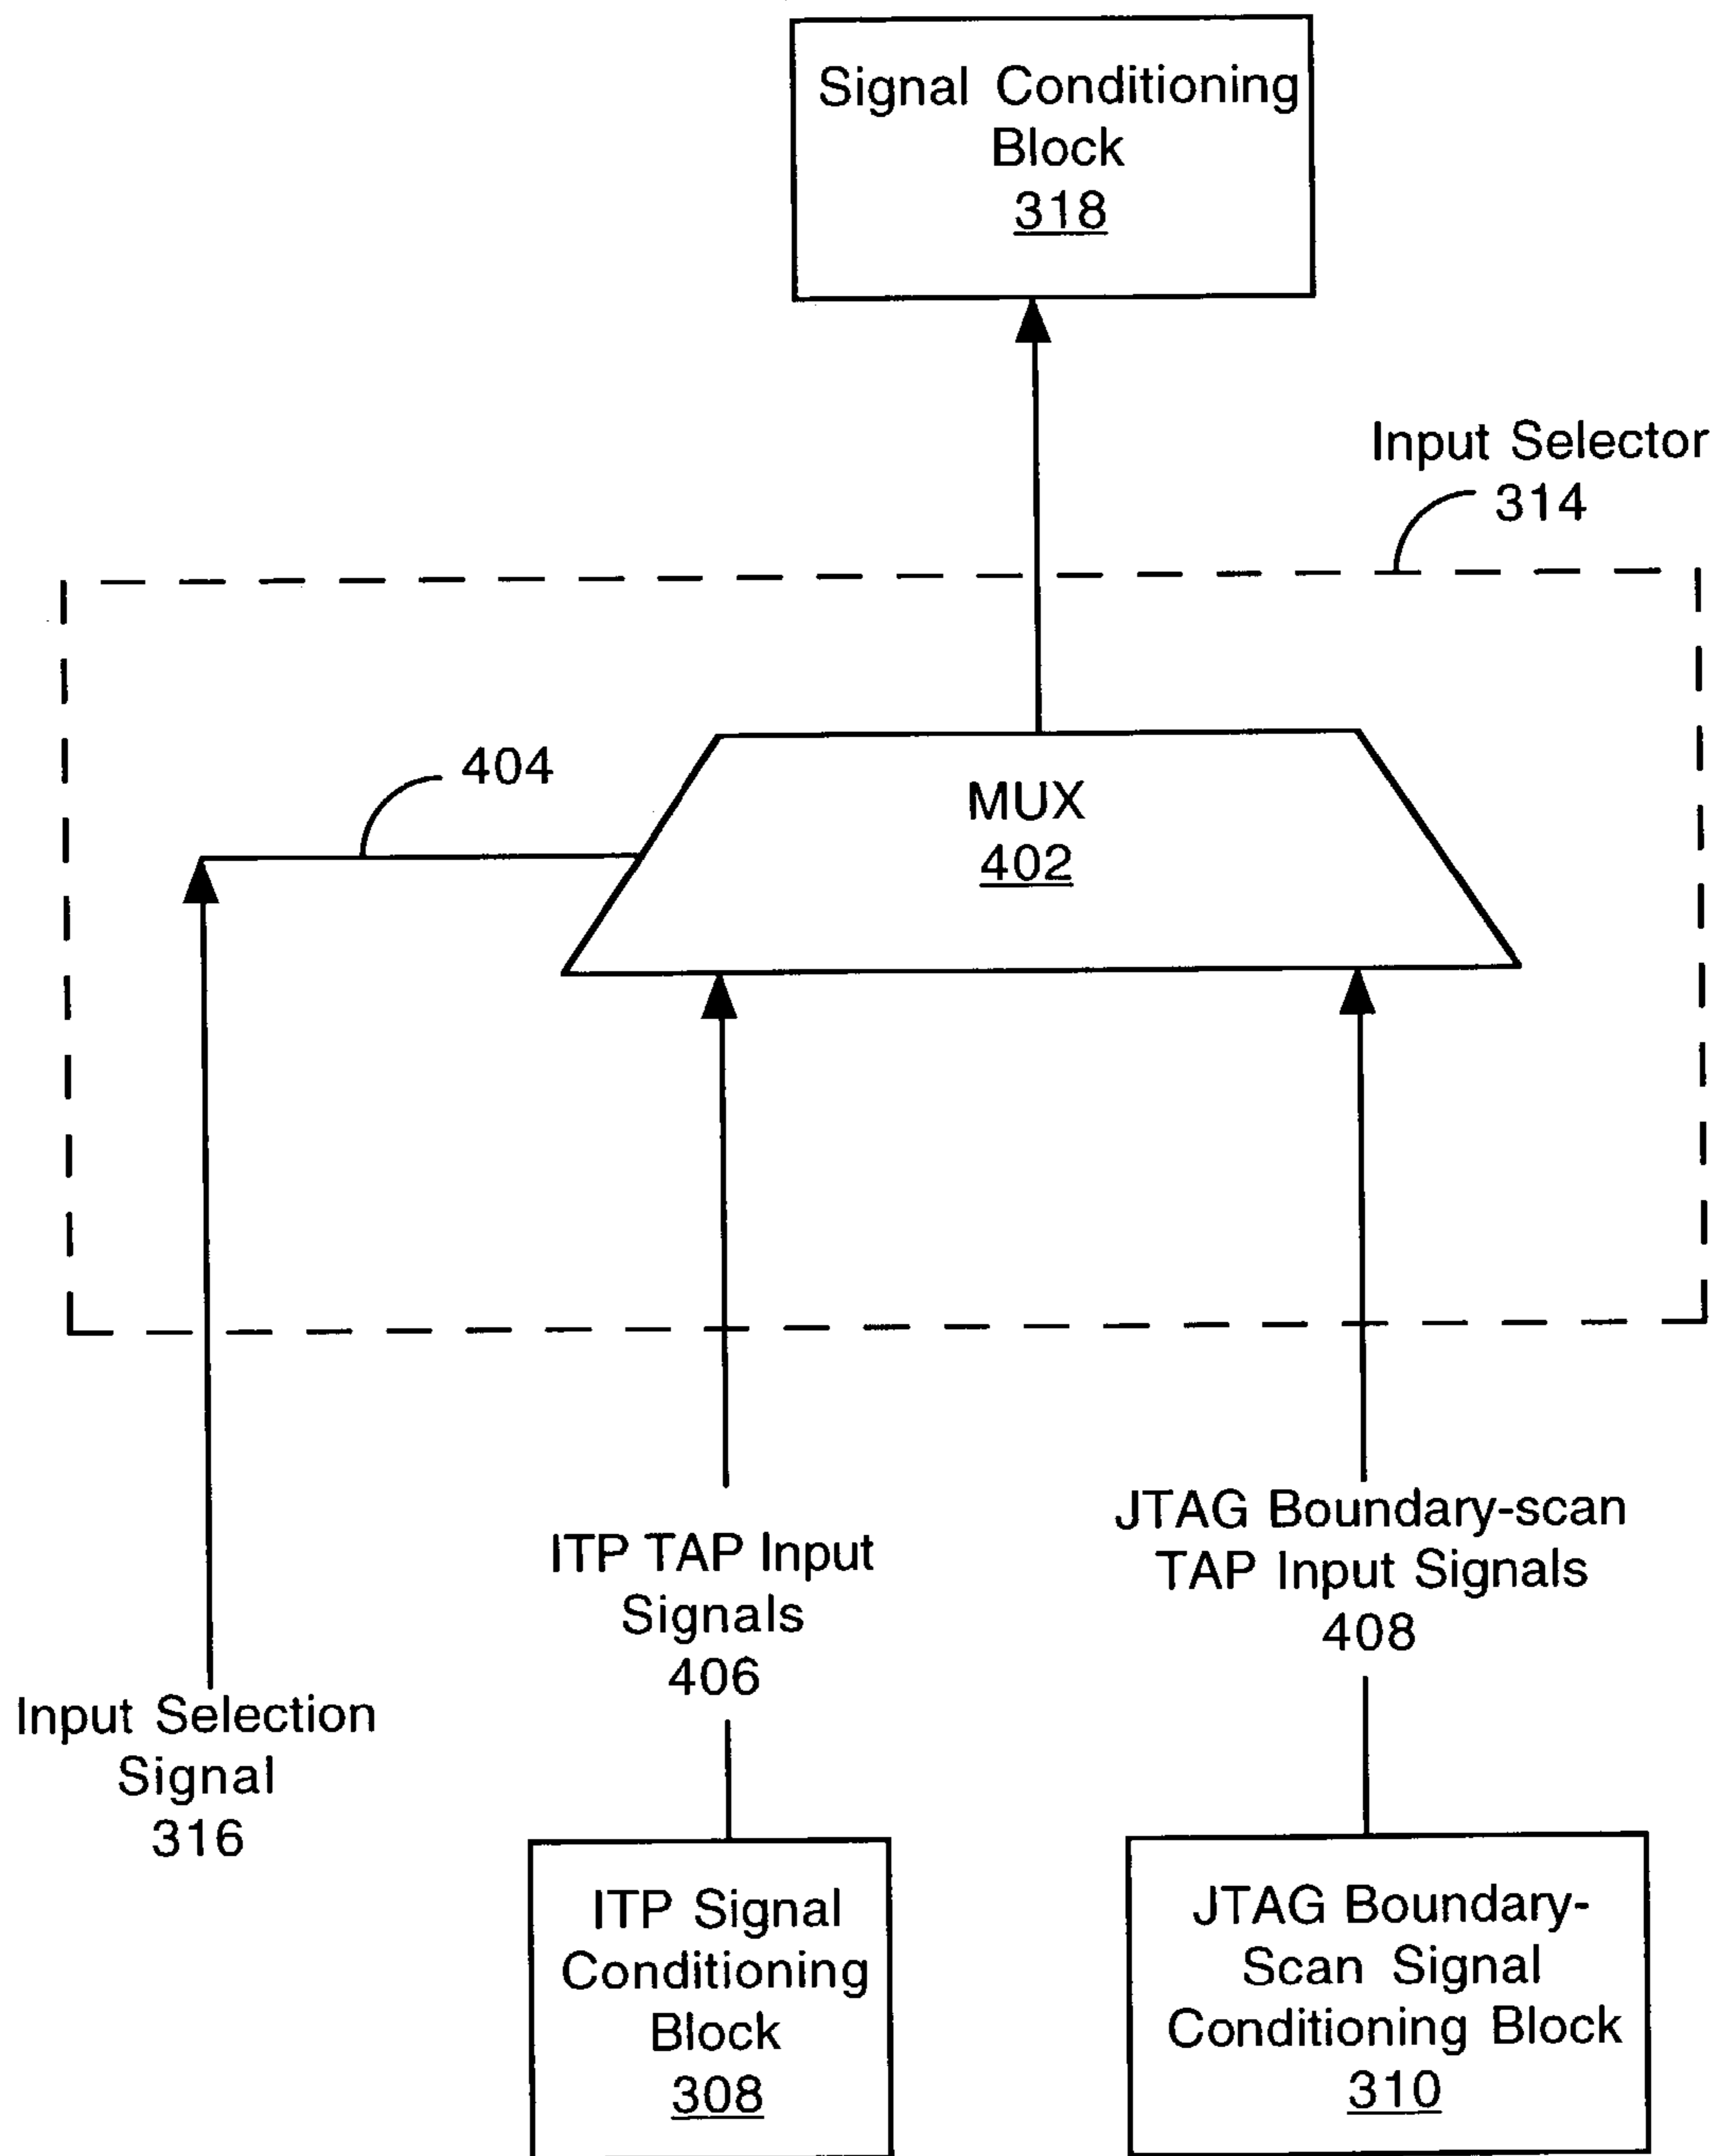 Signal Conditioning
Block
318
Input Selector
314
404
MUX
402
ITP TAP Input
Signals
406
JTAG Boundary-scan
TAP Input Signals
408
Input Selection
Signal
316
ITP Signal
Conditioning
Block
308
JTAG Boundary-
Scan Signal
Conditioning Block
310